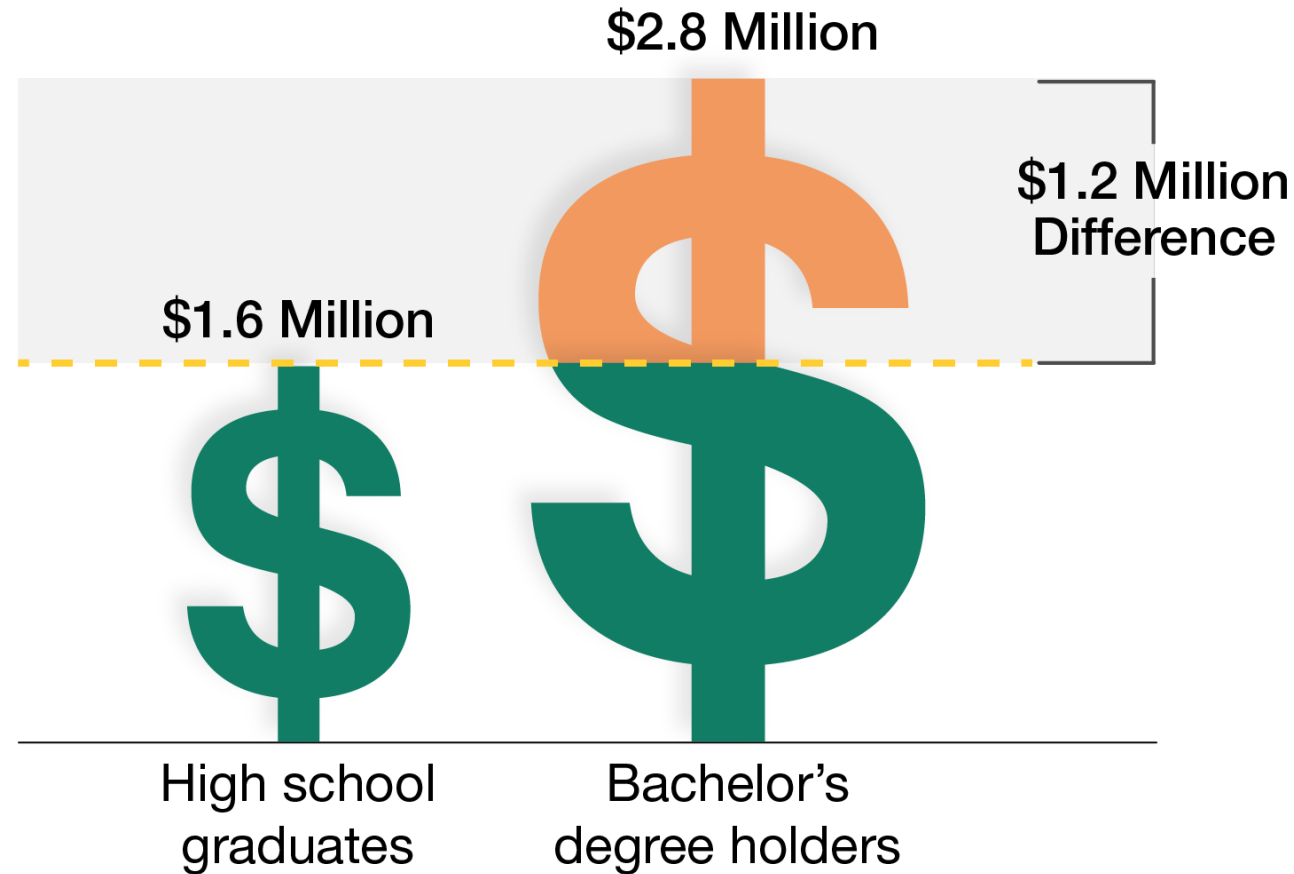 $2.8 Million
$1.2 Million
Difference
$1.6 Million
High school
graduates
Bachelor’s
degree holders